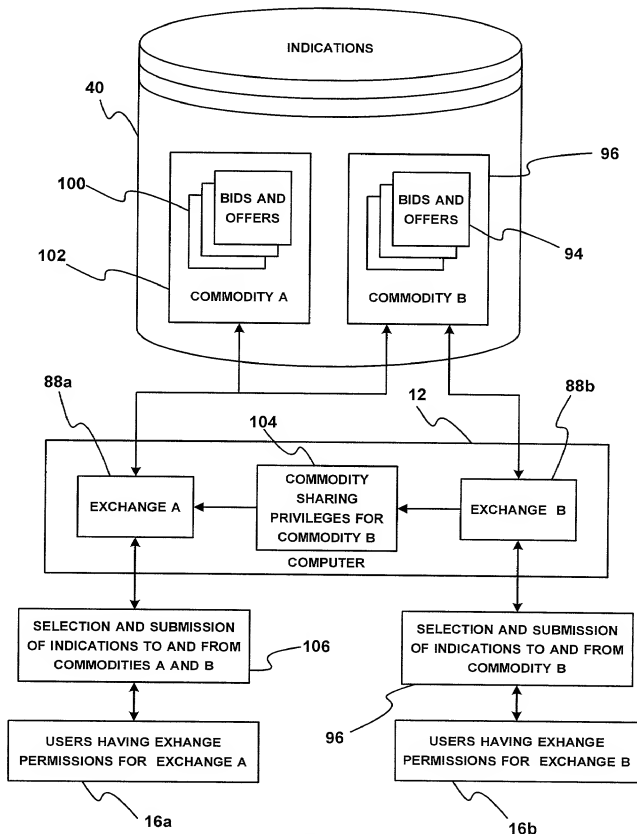 INDICATIONS
40
96
100
BIDS AND
OFFERS
BIDS AND
OFFERS
102
94
COMMODITY A
COMMODITY B
88a
12
88b
104
EXCHANGE A
COMMODITY
SHARING
PRIVILEGES FOR
COMMODITY B
EXCHANGE B
COMPUTER
SELECTION AND SUBMISSION
OF INDICATIONS TO AND FROM
COMMODITIES A AND B
106
SELECTION AND SUBMISSION
OF INDICATIONS TO AND FROM
COMMODITY B
96
USERS HAVING EXHANGE
PERMISSIONS FOR EXCHANGE A
USERS HAVING EXHANGE
PERMISSIONS FOR EXCHANGE B
16a
16b